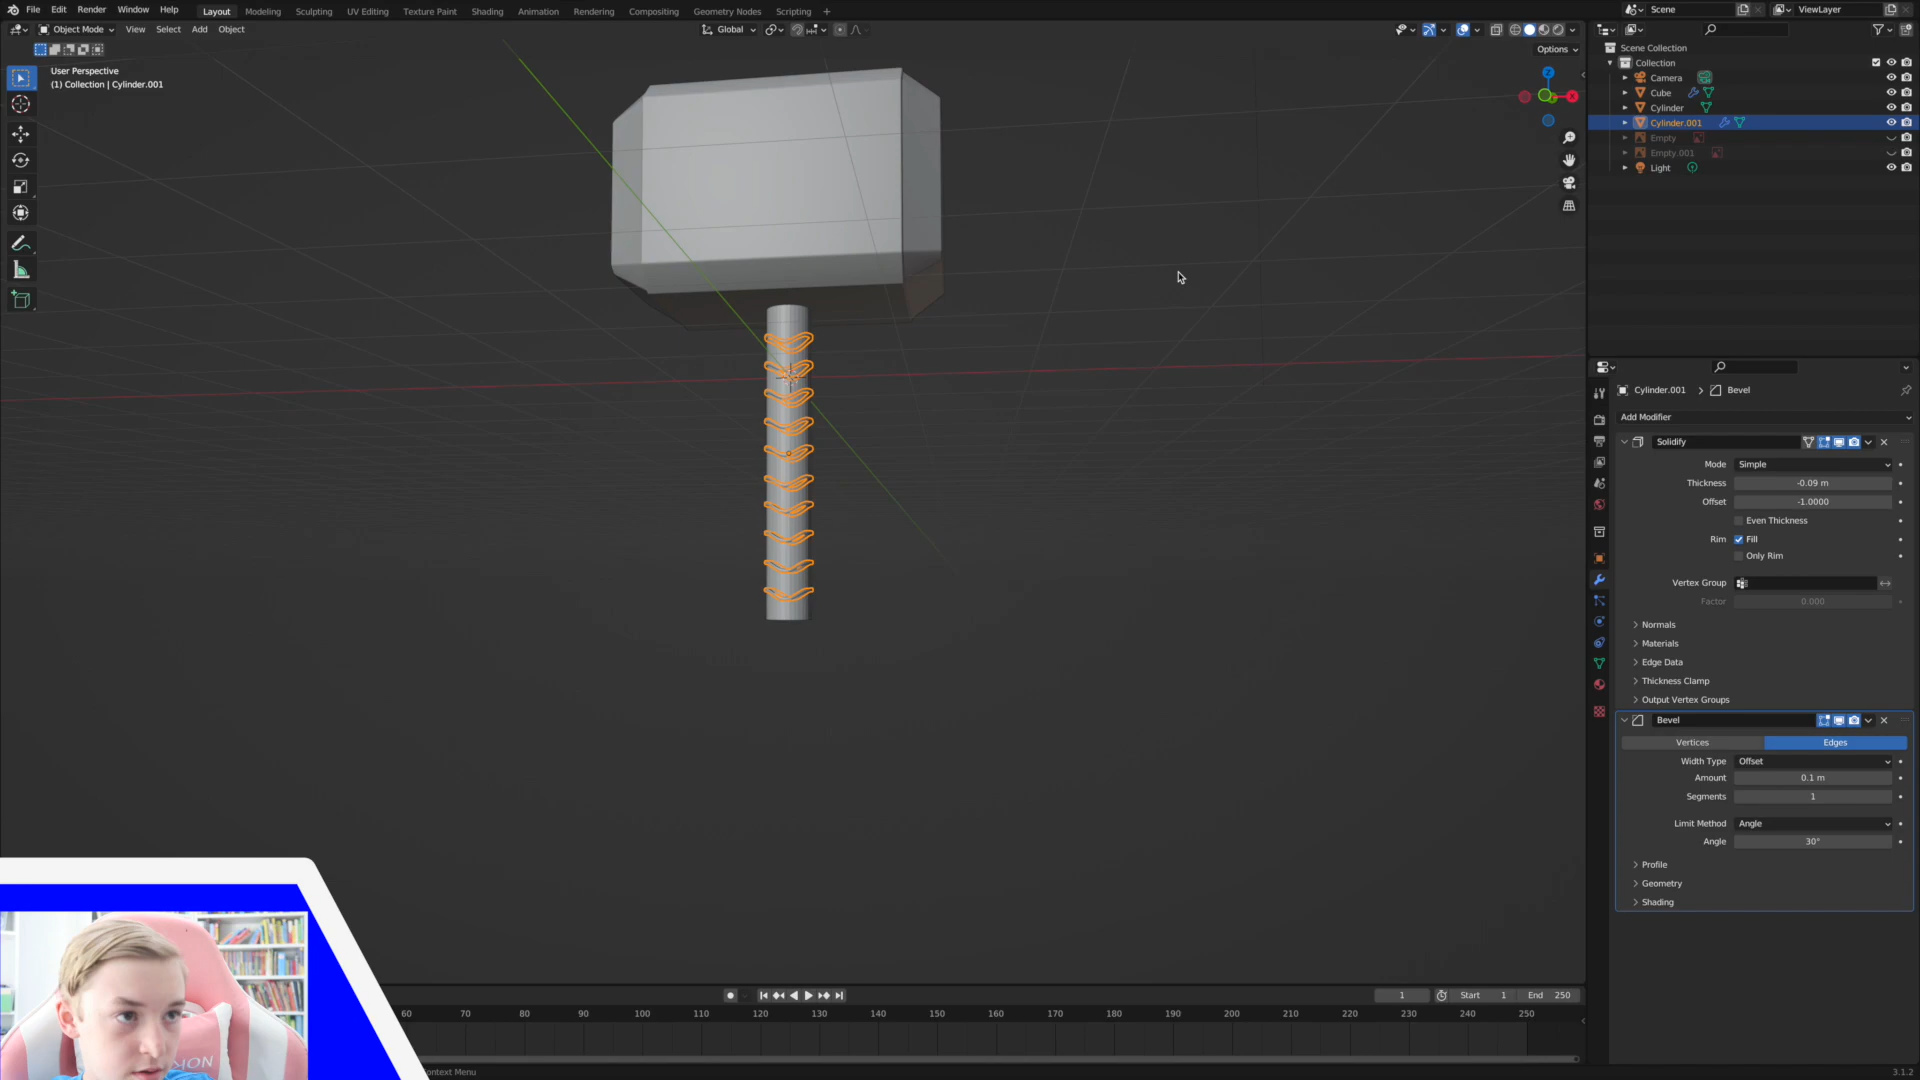 File Edit Render Window Help Layout Modeling Sculpting UV Editing Texture Paint Shading Animation Rendering Compositing Geometry Nodes Scripting + Scene ViewLayer
Object Mode View Select Add Object Global
Options
User Perspective
(1) Collection | Cylinder.001
Z
X
Scene Collection
Collection
Camera
Cube
Cylinder
Cylinder.001
Empty
Empty.001
Light
Cylinder.001 > Bevel
Add Modifier
Solidify
Mode Simple
Thickness -0.09 m
Offset -1.0000
Even Thickness
Rim Fill
Only Rim
Vertex Group
Factor 0.000
Normals
Materials
Edge Data
Thickness Clamp
Output Vertex Groups
Bevel
Vertices Edges
Width Type Offset
Amount 0.1 m
Segments 1
Limit Method Angle
Angle 30°
Profile
Geometry
Shading
1 Start 1 End 250
60 70 80 90 100 110 120 130 140 150 160 170 180 190 200 210 220 230 240 250
ontext Menu
3.1.2
NOK